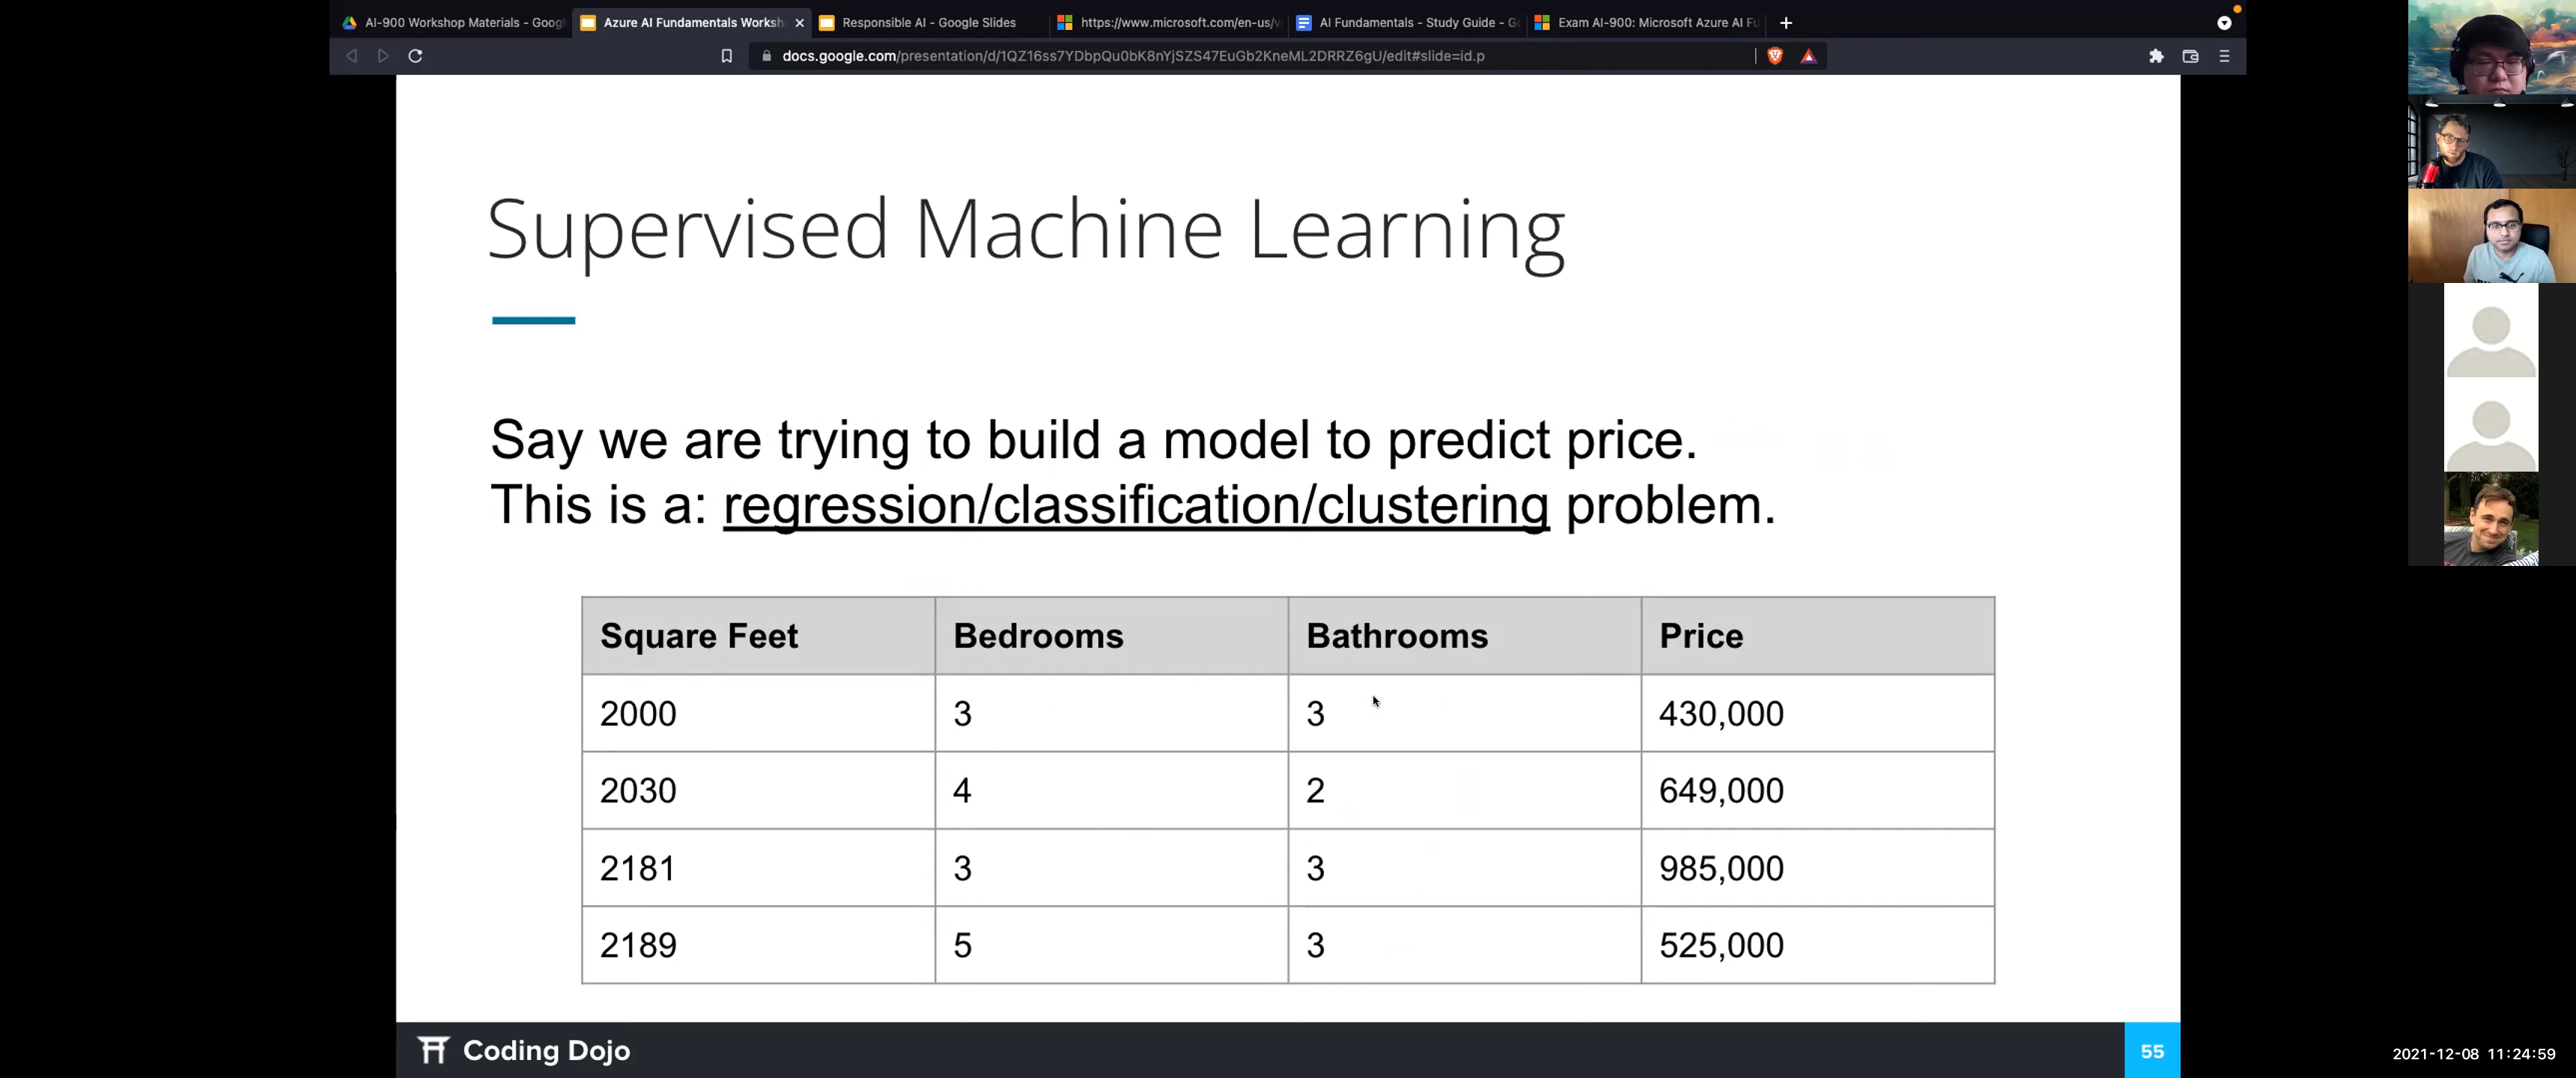 AI-900 Workshop Materials - Goog
Azure AI Fundamentals Worksh
Responsible AI - Google Slides
https://www.microsoft.com/en-us/v
AI Fundamentals - Study Guide - G
Exam AI-900: Microsoft Azure AI Fu
docs.google.com/presentation/d/1QZ16ss7YDbpQu0bK8nYjSZS47EuGb2KneML2DRRZ6gU/edit#slide=id.p
Supervised Machine Learning
Say we are trying to build a model to predict price.
This is a: regression/classification/clustering problem.
Square Feet Bedrooms Bathrooms Price
2000 3 3 430,000
2030 4 2 649,000
2181 3 3 985,000
2189 5 3 525,000
Coding Dojo
55
2021-12-08 11:24:59